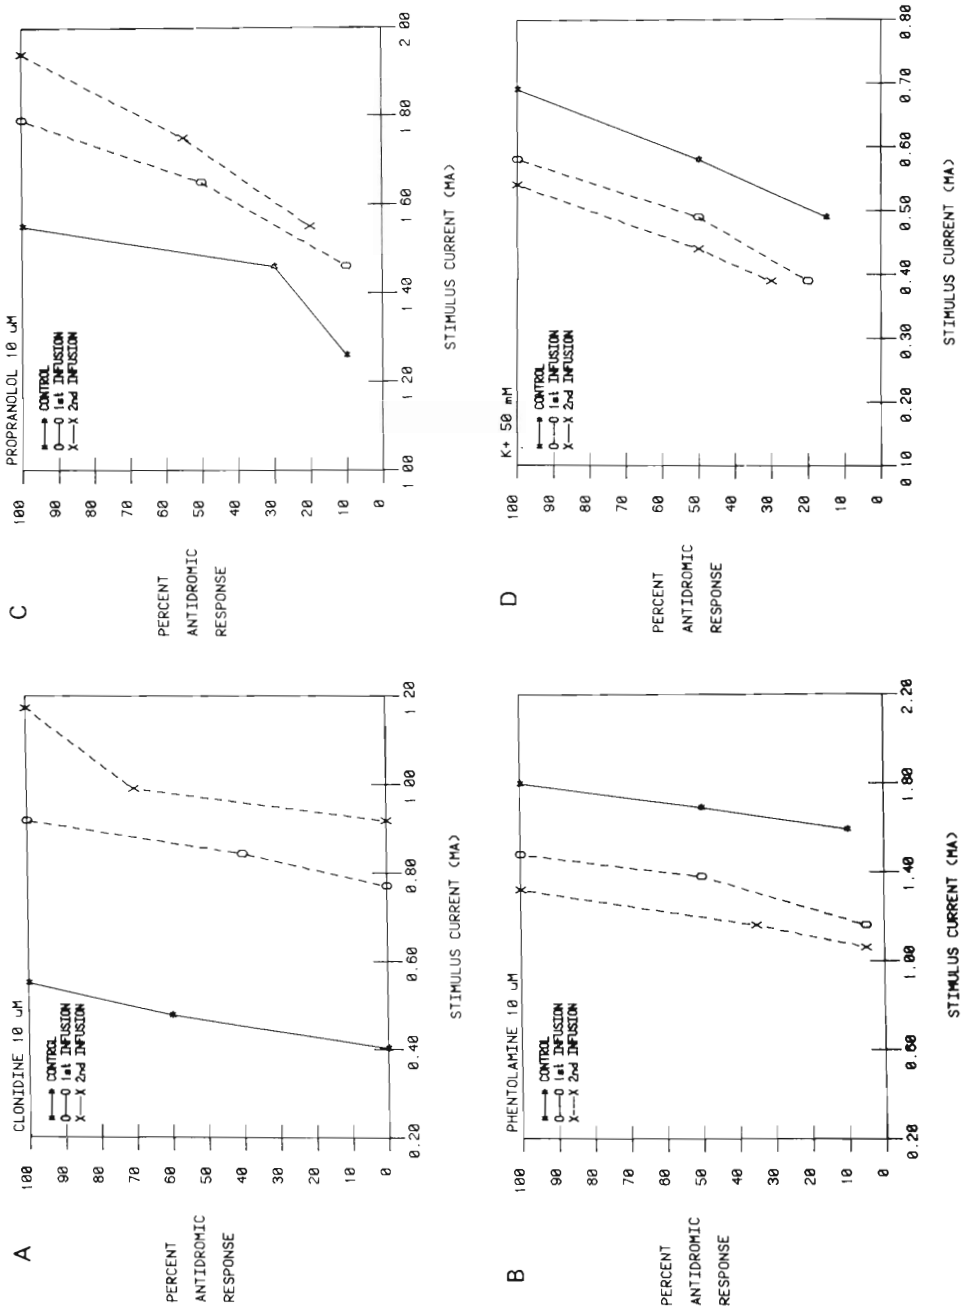 A
CLONIDINE 10 uM
CONTROL
O—O 1st INFUSION
X—X 2nd INFUSION
100
90
80
70
60
50
40
30
20
10
0
PERCENT
ANTIDROMIC
RESPONSE
0.20
0.40
0.60
0.80
1 00
1 20
STIMULUS CURRENT (MA)
B
PHENTOLAMINE 10 uM
CONTROL
O--O 1st INFUSION
X---X 2nd INFUSION
100
90
80
70
60
50
40
30
20
10
0
PERCENT
ANTIDROMIC
RESPONSE
0.20
0.60
1.00
1.40
1.80
2.20
STIMULUS CURRENT (MA)
C
PROPRANOLOL 10 uM
CONTROL
O—O 1st INFUSION
X—X 2nd INFUSION
100
90
80
70
60
50
40
30
20
10
0
PERCENT
ANTIDROMIC
RESPONSE
1 00
1 20
1 40
1 60
1 80
2 00
STIMULUS CURRENT (MA)
D
K+ 50 mM
CONTROL
O--O 1st INFUSION
X—X 2nd INFUSION
100
90
80
70
60
50
40
30
20
10
0
PERCENT
ANTIDROMIC
RESPONSE
0 10
0.20
0.30
0.40
0.50
0.60
0.70
0.80
STIMULUS CURRENT (MA)